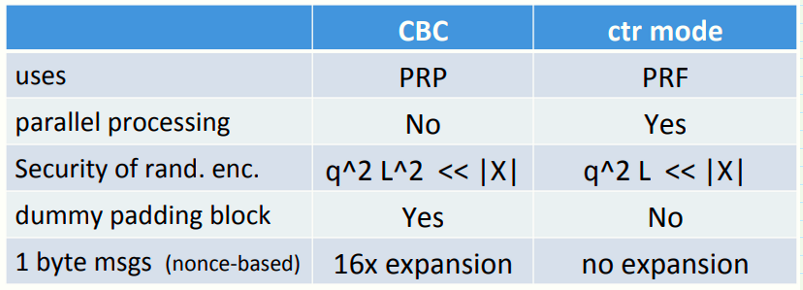 CBC ctr mode
uses PRP PRF
parallel processing No Yes
Security of rand. enc. q^2 L^2 << |X| q^2 L << |X|
dummy padding block Yes No
1 byte msgs (nonce-based) 16x expansion no expansion